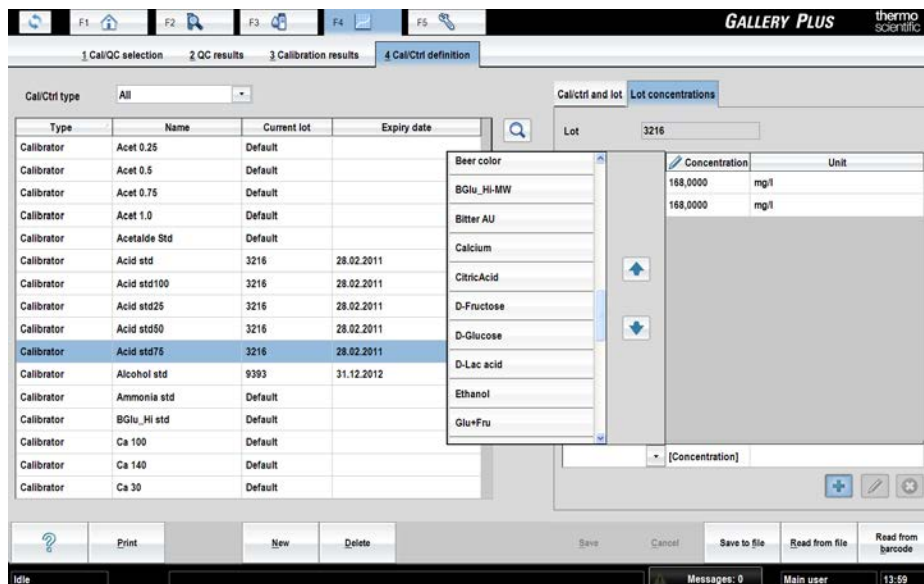 F1 F2 F3 F4 F5 GALLERY PLUS thermo scientific
1 Cal/QC selection 2 QC results 3 Calibration results 4 Cal/Ctrl definition
Cal/Ctrl type All
Cal/ctrl and lot Lot concentrations
Type Name Current lot Expiry date
Lot 3216
Calibrator Acet 0.25 Default
Calibrator Acet 0.5 Default
Calibrator Acet 0.75 Default
Calibrator Acet 1.0 Default
Calibrator Acetalde Std Default
Calibrator Acid std 3216 28.02.2011
Calibrator Acid std100 3216 28.02.2011
Calibrator Acid std25 3216 28.02.2011
Calibrator Acid std50 3216 28.02.2011
Calibrator Acid std75 3216 28.02.2011
Calibrator Alcohol std 9393 31.12.2012
Calibrator Ammonia std Default
Calibrator BGlu_Hi std Default
Calibrator Ca 100 Default
Calibrator Ca 140 Default
Calibrator Ca 30 Default
Beer color
BGlu_Hi-MW
Bitter AU
Calcium
CitricAcid
D-Fructose
D-Glucose
D-Lac acid
Ethanol
Glu+Fru
Concentration Unit
168,0000 mg/l
168,0000 mg/l
[Concentration]
? Print New Delete Save Cancel Save to file Read from file Read from barcode
Idle Messages: 0 Main user 13:59